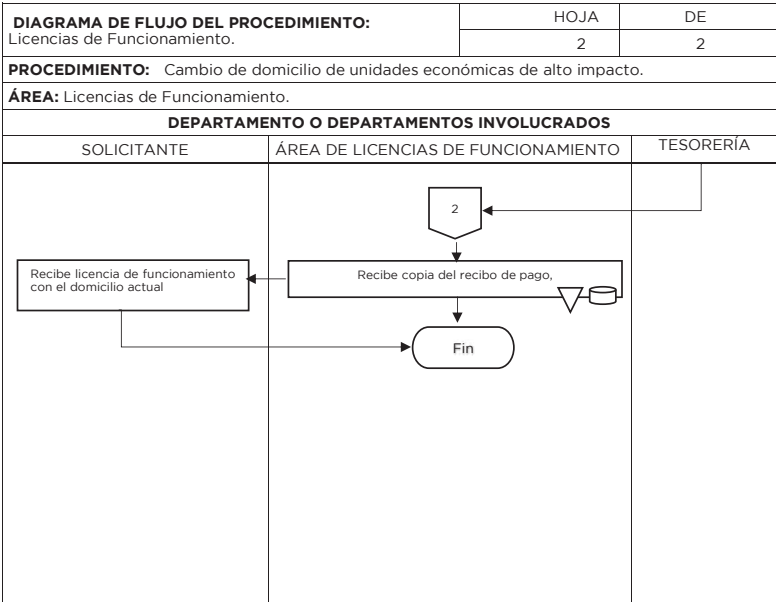 DIAGRAMA DE FLUJO DEL PROCEDIMIENTO:
Licencias de Funcionamiento.
HOJA DE
2 2
PROCEDIMIENTO: Cambio de domicilio de unidades económicas de alto impacto.
ÁREA: Licencias de Funcionamiento.
DEPARTAMENTO O DEPARTAMENTOS INVOLUCRADOS
SOLICITANTE ÁREA DE LICENCIAS DE FUNCIONAMIENTO TESORERÍA
2
Recibe licencia de funcionamiento
con el domicilio actual
Recibe copia del recibo de pago,
Fin